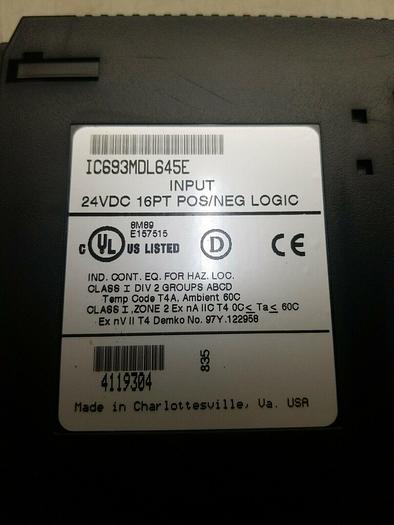 IC693MDL645E
INPUT
24VDC 16PT POS/NEG LOGIC
8M89
E157515
C UL US LISTED D CE
IND. CONT. EQ. FOR HAZ. LOC.
CLASS I DIV 2 GROUPS ABCD
Temp Code T4A, Ambient 60C
CLASS I ,ZONE 2 Ex nA IIC T4 0C≤ Ta≤ 60C
Ex nV II T4 Demko No. 97Y.122958
835
4119304
Made in Charlottesville, Va. USA